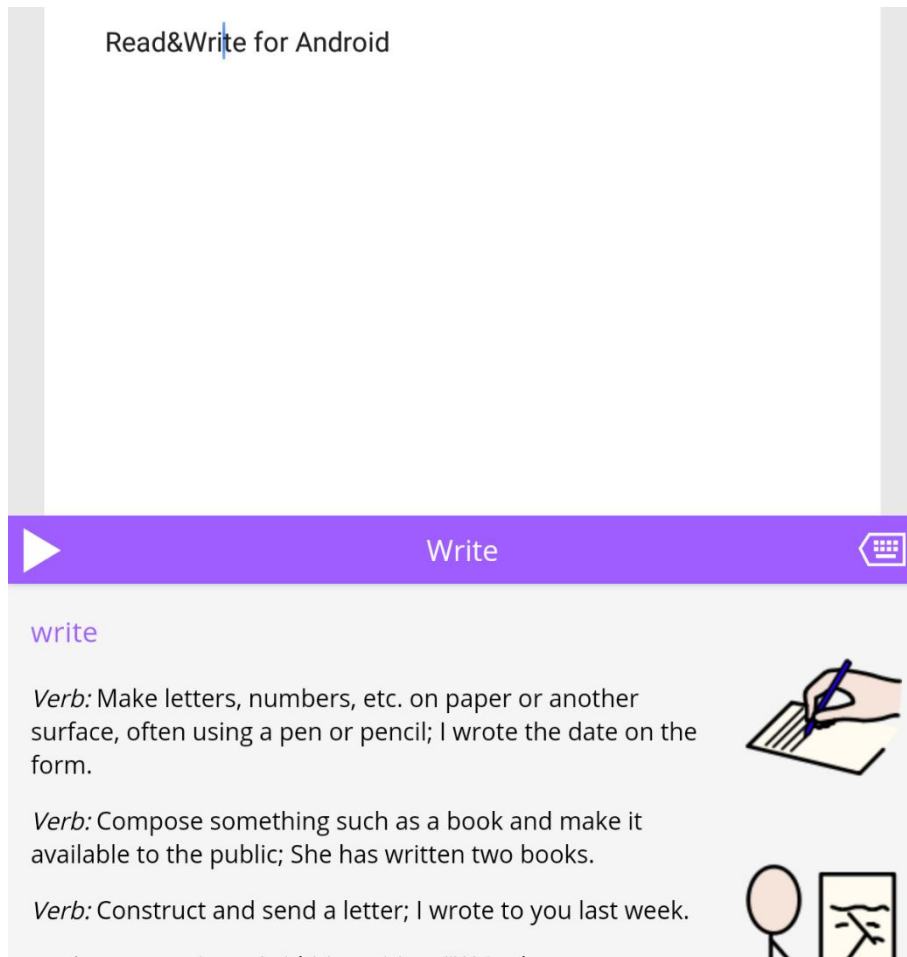 Read&Write for Android
Write
write
Verb: Make letters, numbers, etc. on paper or another
surface, often using a pen or pencil; I wrote the date on the
form.
Verb: Compose something such as a book and make it
available to the public; She has written two books.
Verb: Construct and send a letter; I wrote to you last week.